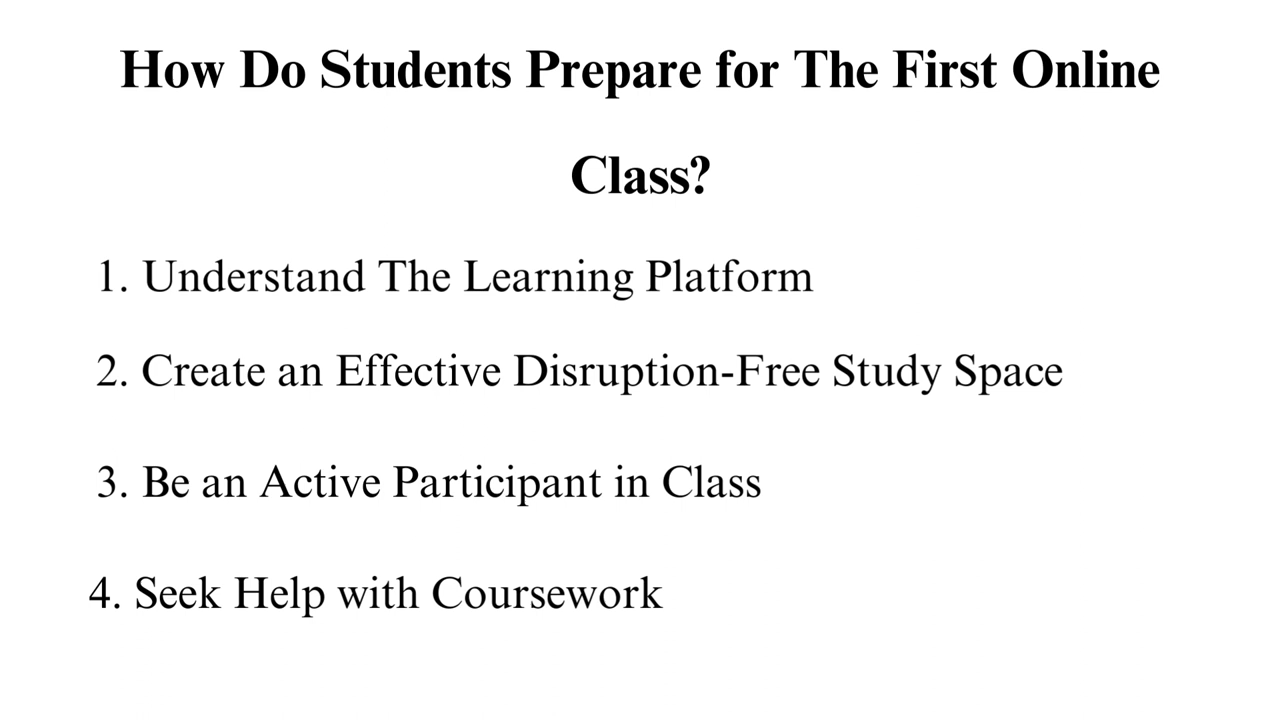 How Do Students Prepare for The First Online
Class?
1. Understand The Learning Platform
2. Create an Effective Disruption-Free Study Space
3. Be an Active Participant in Class
4. Seek Help with Coursework